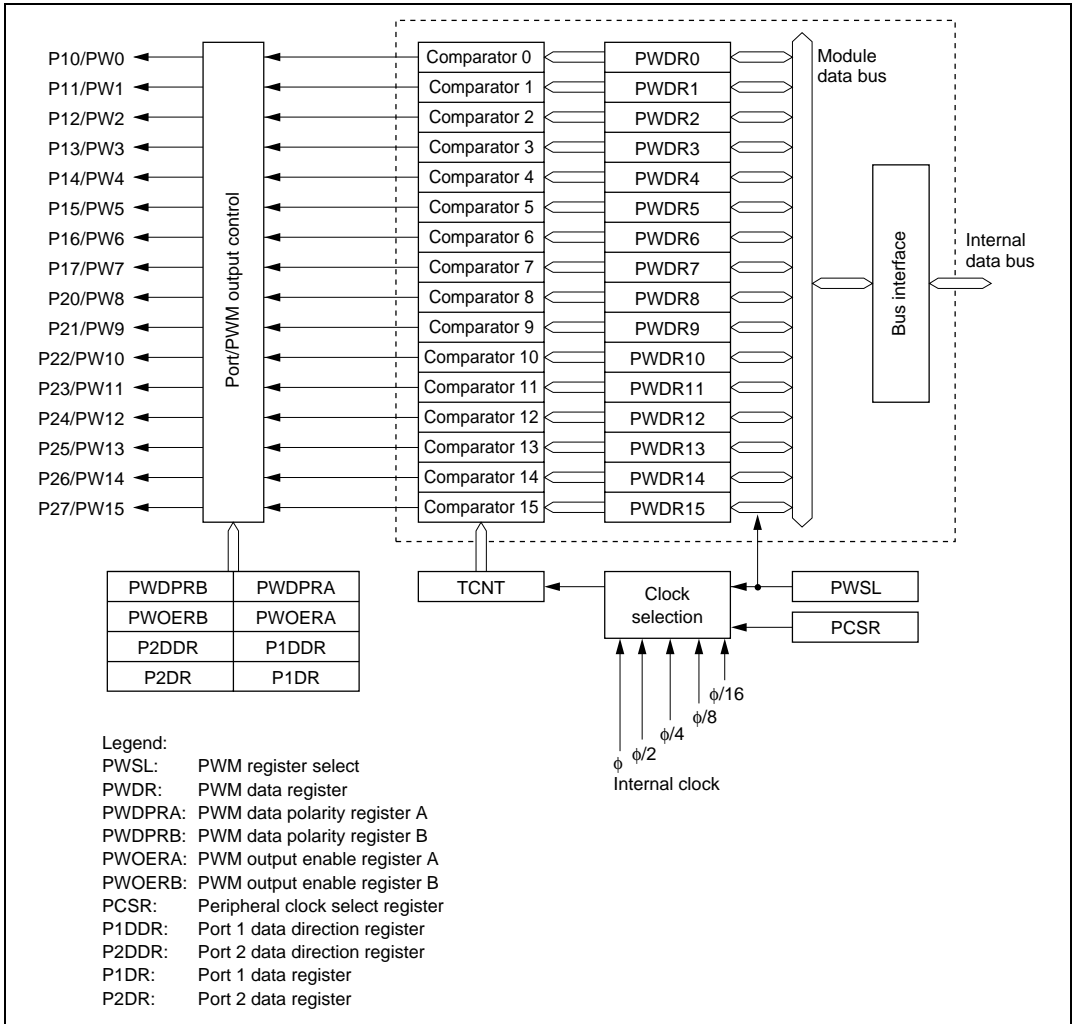 P10/PW0 Comparator 0 PWDR0 Module
data bus
P11/PW1 Comparator 1 PWDR1
P12/PW2 Comparator 2 PWDR2
P13/PW3 Comparator 3 PWDR3
P14/PW4 Comparator 4 PWDR4
P15/PW5 Comparator 5 PWDR5
P16/PW6 Comparator 6 PWDR6
P17/PW7 Comparator 7 PWDR7
P20/PW8 Comparator 8 PWDR8
P21/PW9 Comparator 9 PWDR9
P22/PW10 Comparator 10 PWDR10
P23/PW11 Comparator 11 PWDR11
P24/PW12 Comparator 12 PWDR12
P25/PW13 Comparator 13 PWDR13
P26/PW14 Comparator 14 PWDR14
P27/PW15 Comparator 15 PWDR15
Port/PWM output control
Bus interface
Internal
data bus
PWDPRB PWDPRA
PWOERB PWOERA
P2DDR P1DDR
P2DR P1DR
TCNT
Clock
selection
PWSL
PCSR
ϕ/16
ϕ/8
ϕ/4
ϕ/2
ϕ
Internal clock
Legend:
PWSL: PWM register select
PWDR: PWM data register
PWDPRA: PWM data polarity register A
PWDPRB: PWM data polarity register B
PWOERA: PWM output enable register A
PWOERB: PWM output enable register B
PCSR: Peripheral clock select register
P1DDR: Port 1 data direction register
P2DDR: Port 2 data direction register
P1DR: Port 1 data register
P2DR: Port 2 data register